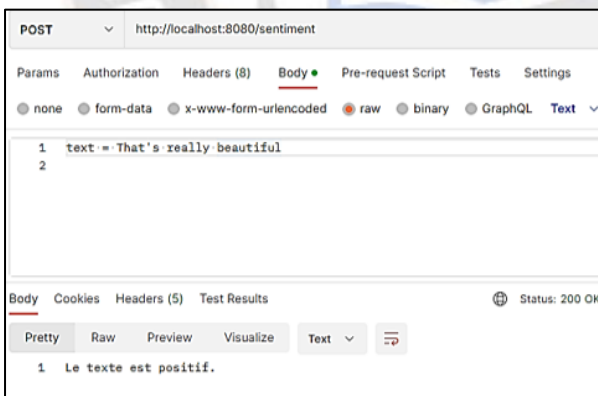 POST http://localhost:8080/sentiment
Params Authorization Headers (8) Body Pre-request Script Tests Settings
none form-data x-www-form-urlencoded raw binary GraphQL Text
1 text = That's really beautiful
2
Body Cookies Headers (5) Test Results Status: 200 OK
Pretty Raw Preview Visualize Text
1 Le texte est positif.